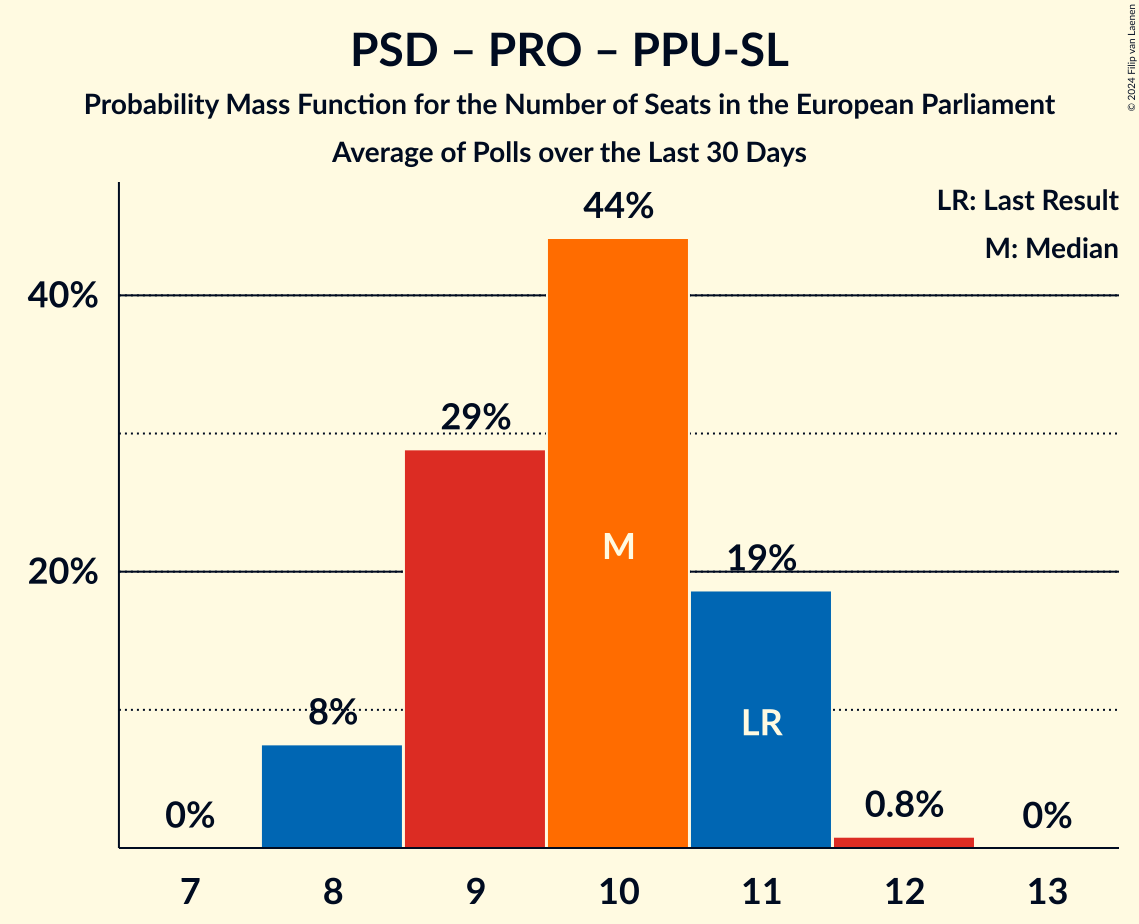 PSD – PRO – PPU-SL
Probability Mass Function for the Number of Seats in the European Parliament
Average of Polls over the Last 30 Days
© 2024 Filip van Laenen
LR: Last Result
M: Median
44%
40%
29%
M
19%
20%
8%
LR
0%
0.8%
0%
7 8 9 10 11 12 13